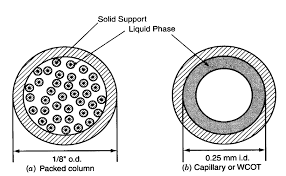 Solid Support
Liquid Phase
1/8" o.d.
0.25 mm i.d.
(a) Packed column
(b) Capillary or WCOT